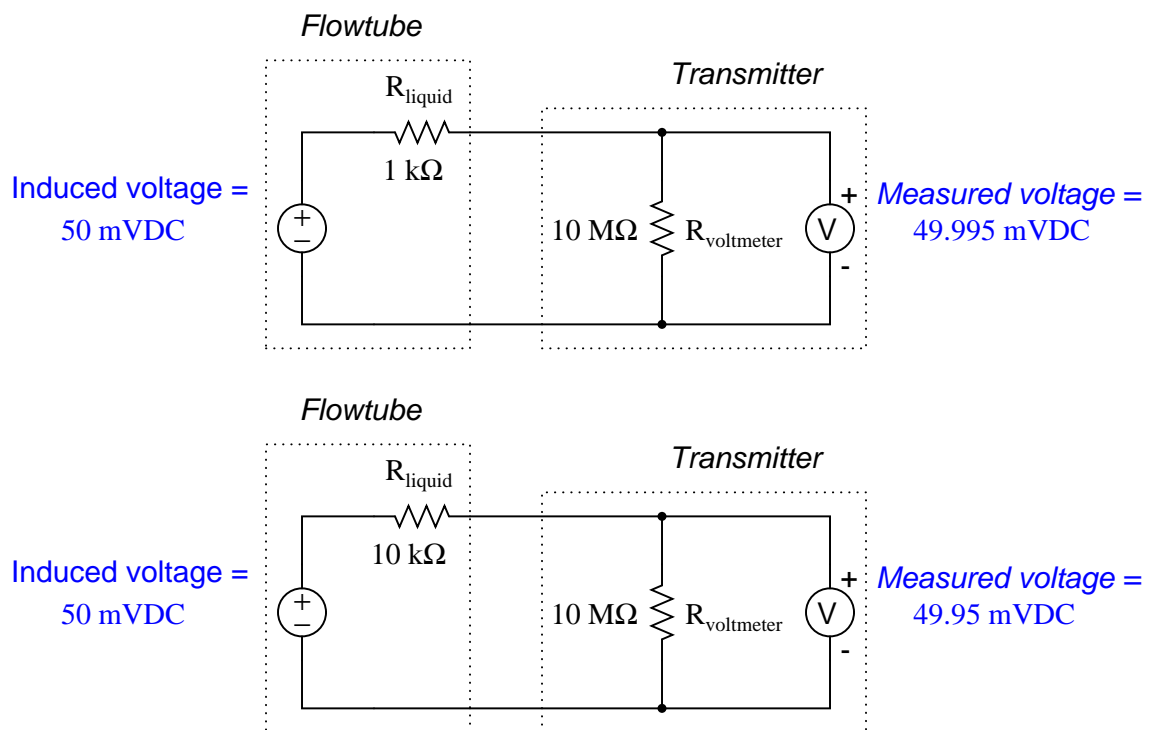 Flowtube
Transmitter
R_liquid
1 kΩ
Induced voltage =
50 mVDC
+
−
10 MΩ
R_voltmeter
V
+
-
Measured voltage =
49.995 mVDC
Flowtube
Transmitter
R_liquid
10 kΩ
Induced voltage =
50 mVDC
+
−
10 MΩ
R_voltmeter
V
+
-
Measured voltage =
49.95 mVDC